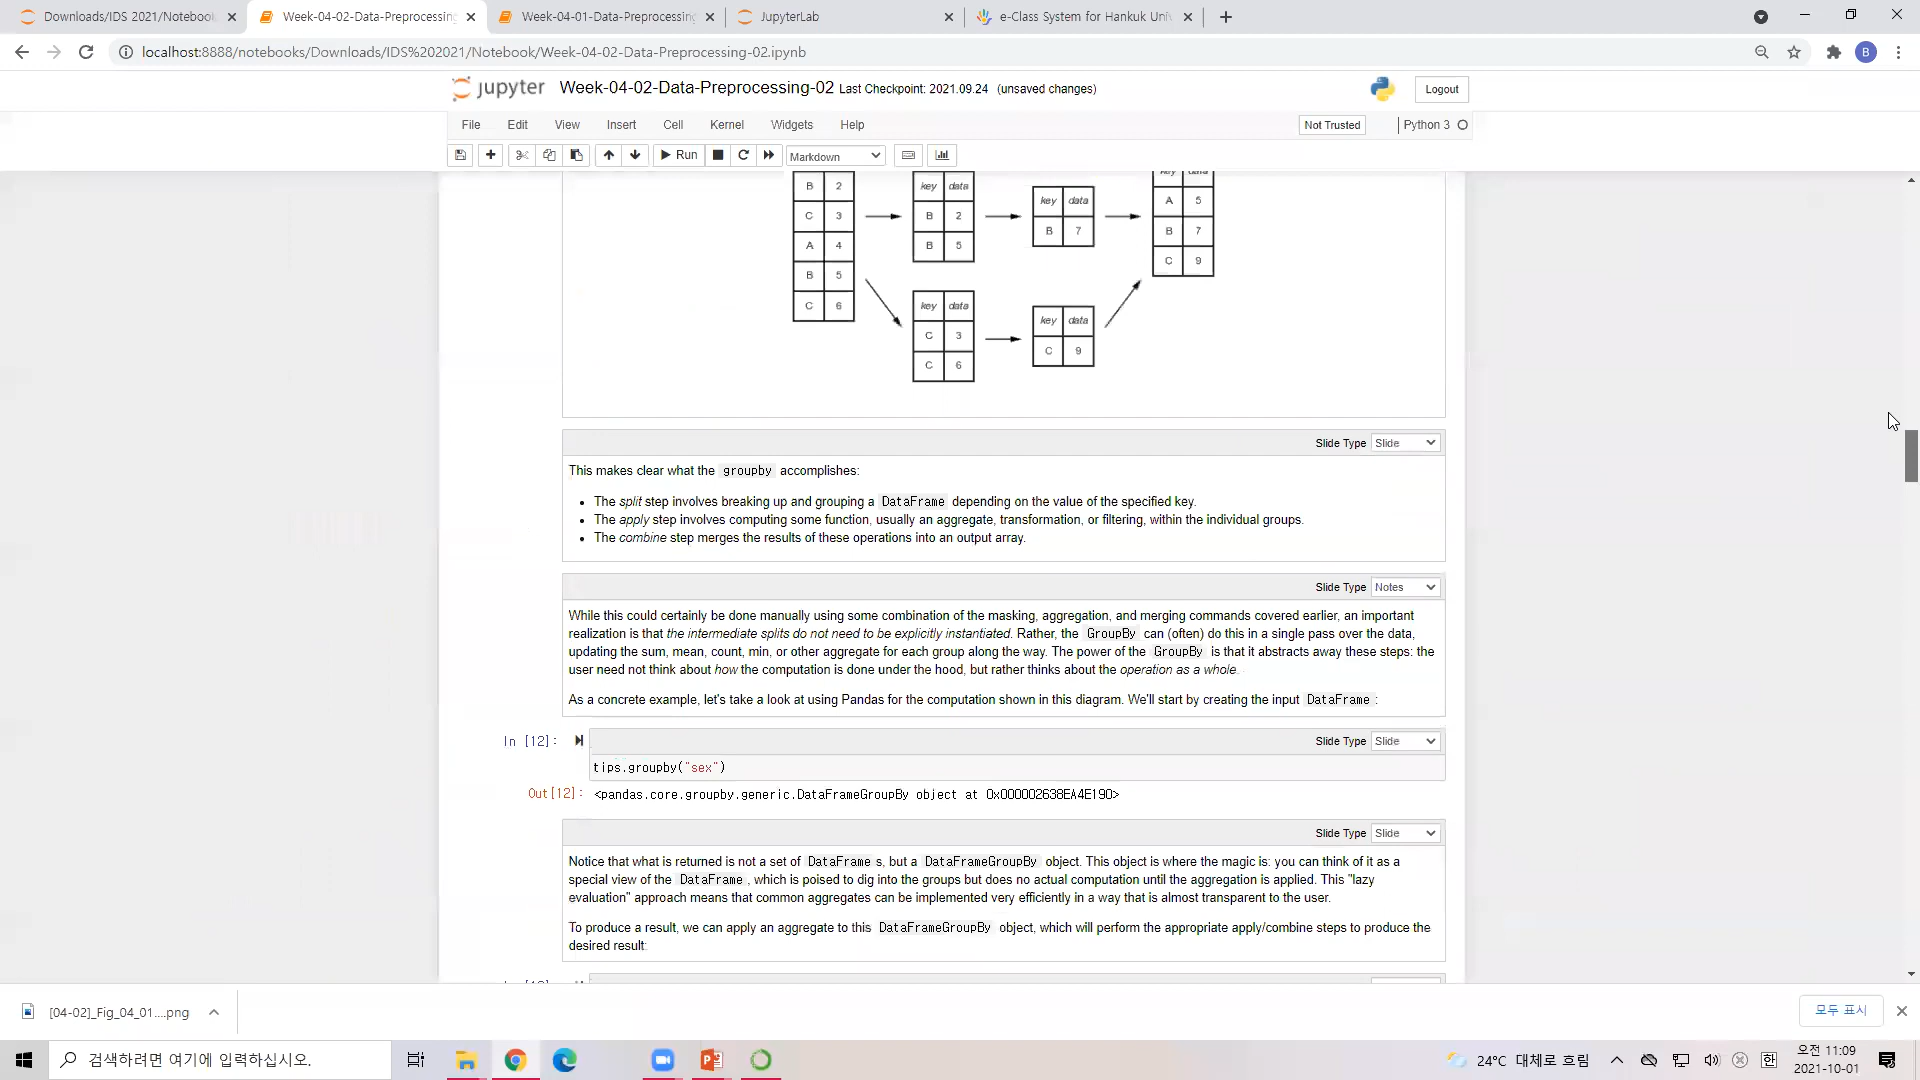 Downloads/IDS 2021/Notebook
Week-04-02-Data-Preprocessing
Week-04-01-Data-Preprocessing
JupyterLab
e-Class System for Hankuk Univ
localhost:8888/notebooks/Downloads/IDS%202021/Notebook/Week-04-02-Data-Preprocessing-02.ipynb
B
jupyter Week-04-02-Data-Preprocessing-02 Last Checkpoint: 2021.09.24 (unsaved changes)
Logout
File Edit View Insert Cell Kernel Widgets Help
Not Trusted
Python 3
Run
Markdown
B 2
C 3
A 4
B 5
C 6
key data
B 2
B 5
key data
C 3
C 6
key data
B 7
key data
C 9
key data
A 5
B 7
C 9
Slide Type Slide
This makes clear what the groupby accomplishes:
• The split step involves breaking up and grouping a DataFrame depending on the value of the specified key.
• The apply step involves computing some function, usually an aggregate, transformation, or filtering, within the individual groups.
• The combine step merges the results of these operations into an output array.
Slide Type Notes
While this could certainly be done manually using some combination of the masking, aggregation, and merging commands covered earlier, an important
realization is that the intermediate splits do not need to be explicitly instantiated. Rather, the GroupBy can (often) do this in a single pass over the data,
updating the sum, mean, count, min, or other aggregate for each group along the way. The power of the GroupBy is that it abstracts away these steps: the
user need not think about how the computation is done under the hood, but rather thinks about the operation as a whole.
As a concrete example, let's take a look at using Pandas for the computation shown in this diagram. We'll start by creating the input DataFrame :
In [12]:
Slide Type Slide
tips.groupby("sex")
Out[12]: <pandas.core.groupby.generic.DataFrameGroupBy object at 0x000002638EA4E190>
Slide Type Slide
Notice that what is returned is not a set of DataFrame s, but a DataFrameGroupBy object. This object is where the magic is: you can think of it as a
special view of the DataFrame , which is poised to dig into the groups but does no actual computation until the aggregation is applied. This "lazy
evaluation" approach means that common aggregates can be implemented very efficiently in a way that is almost transparent to the user.
To produce a result, we can apply an aggregate to this DataFrameGroupBy object, which will perform the appropriate apply/combine steps to produce the
desired result:
[04-02]_Fig_04_01....png
모두 표시
검색하려면 여기에 입력하십시오.
24°C 대체로 흐림
한
오전 11:09
2021-10-01